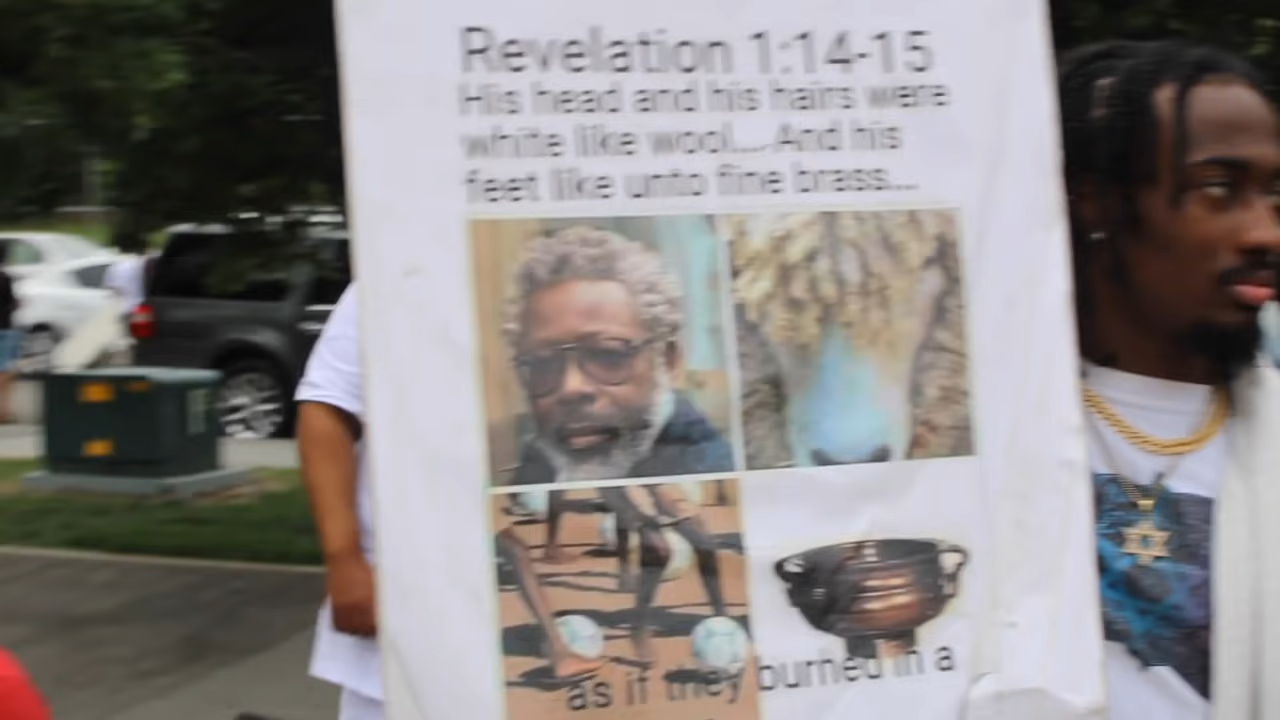 Revelation 1:14-15
His head and his hairs were
white like wool....And his
feet like unto fine brass...
as if they burned in a